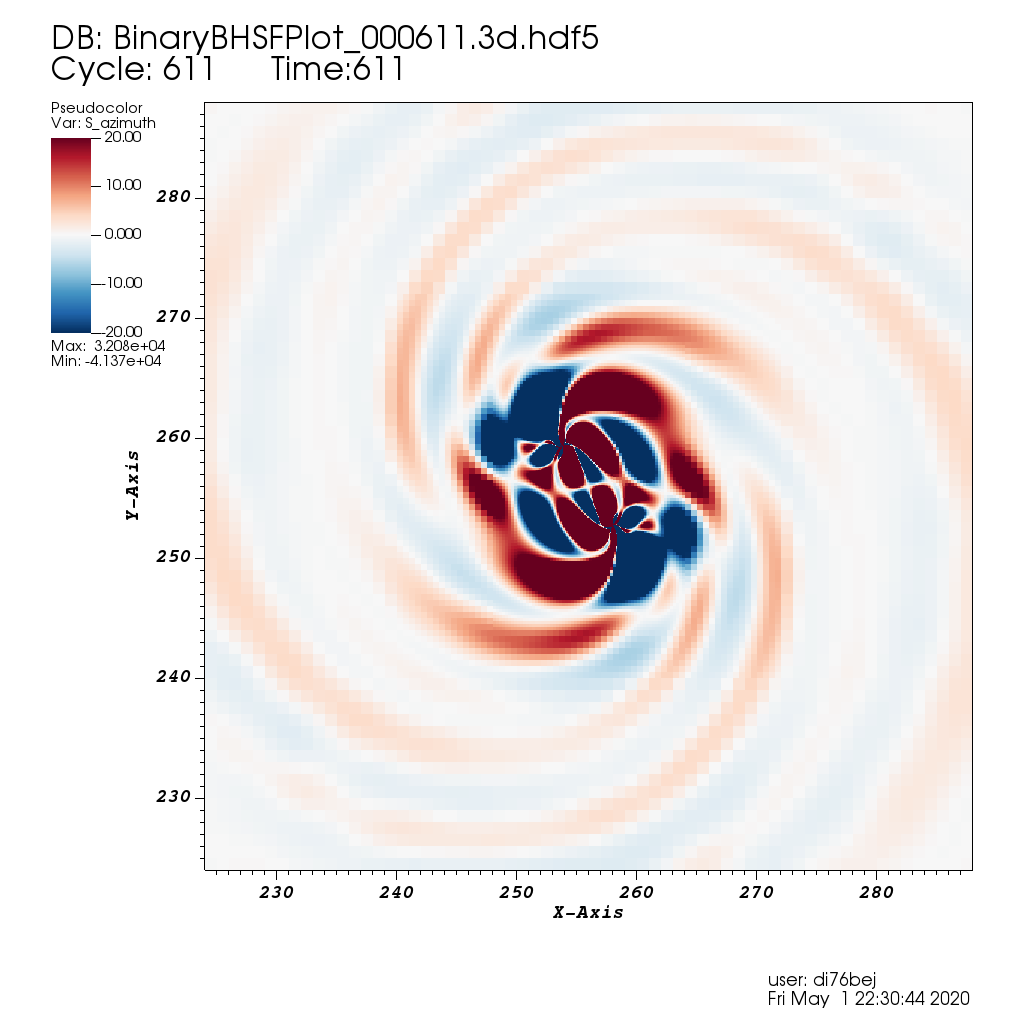 DB: BinaryBHSFPlot_000611.3d.hdf5
Cycle: 611 Time:611
Pseudocolor
Var: S_azimuth
20.00
10.00
0.000
-10.00
-20.00
Max: 3.208e+04
Min: -4.137e+04
280
270
260
250
240
230
Y-Axis
230 240 250 260 270 280
X-Axis
user: di76bej
Fri May 1 22:30:44 2020